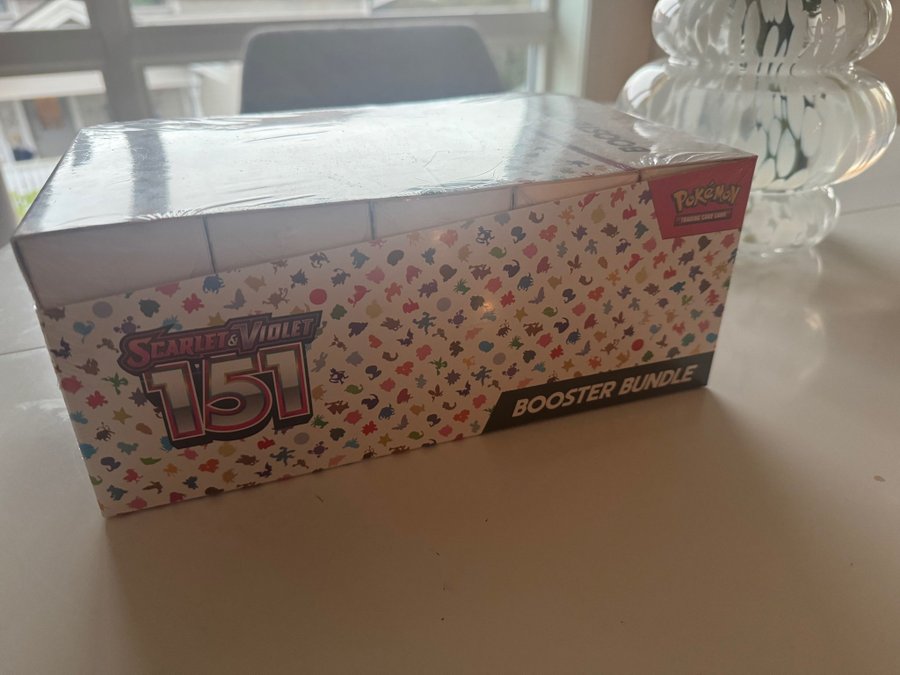 Pokémon
TRADING CARD GAME
SCARLET & VIOLET
151
BOOSTER BUNDLE